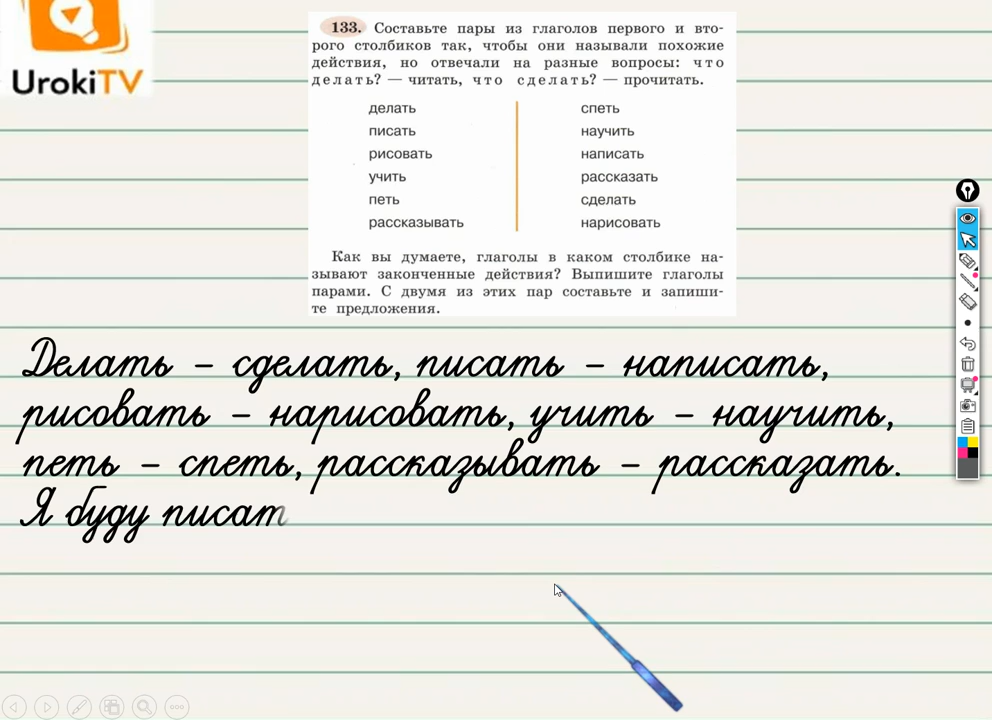 UrokiTV
133. Составьте пары из глаголов первого и вто-
рого столбиков так, чтобы они называли похожие
действия, но отвечали на разные вопросы: что
делать? — читать, что сделать? — прочитать.
делать спеть
писать научить
рисовать написать
учить рассказать
петь сделать
рассказывать нарисовать
Как вы думаете, глаголы в каком столбике на-
зывают законченные действия? Выпишите глаголы
парами. С двумя из этих пар составьте и запиши-
те предложения.
Делать – сделать, писать – написать,
рисовать – нарисовать, учить – научить,
петь – спеть, рассказывать – рассказать.
Я буду писат